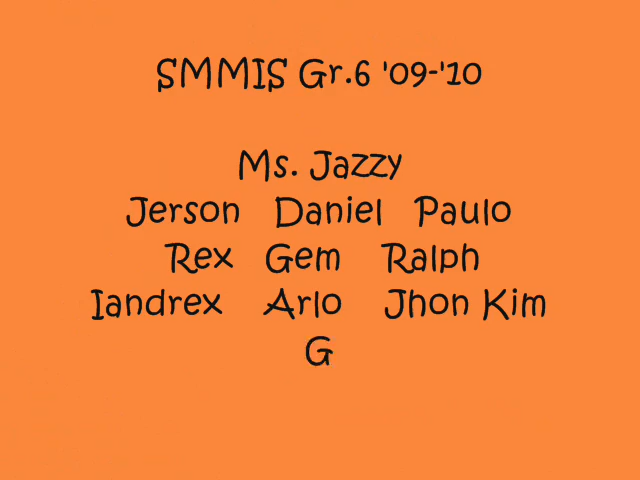 SMMIS Gr.6 '09-'10
Ms. Jazzy
Jerson Daniel Paulo
Rex Gem Ralph
Iandrex Arlo Jhon Kim
G